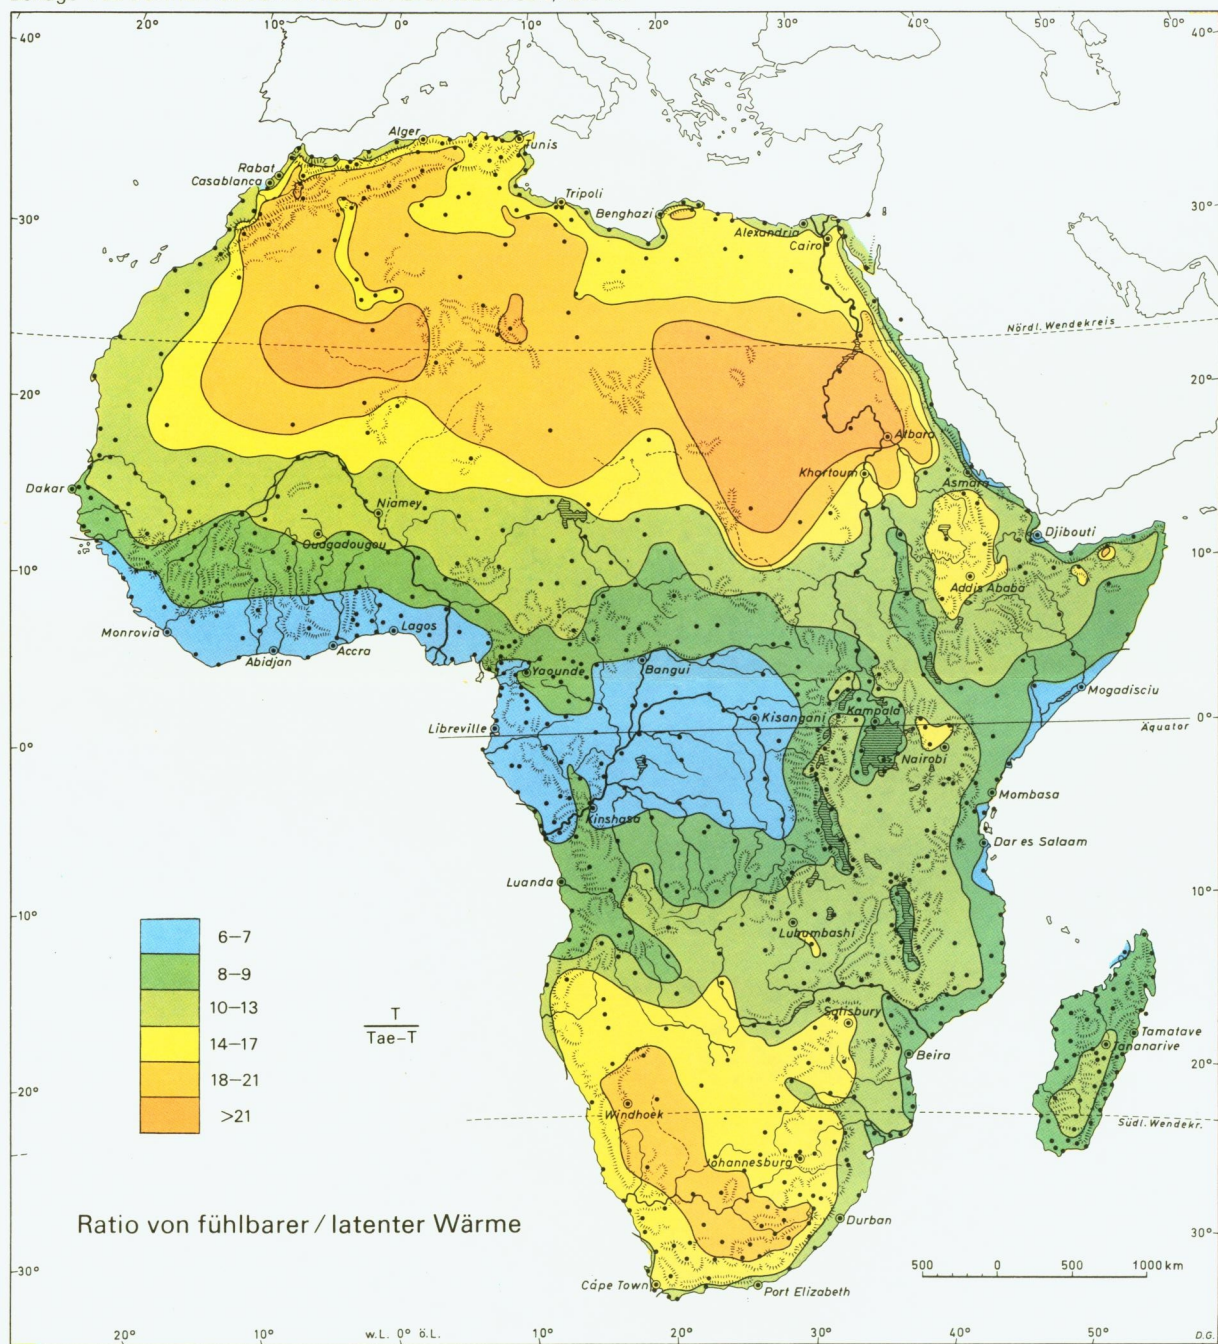 10° 0° 10° 20° 30° 40° 50° 60°
40° 40°
Alger
Tunis
Rabat
Casablanca
Tripoli
Benghazi
30° 30°
Alexandria
Cairo
Nördl. Wendekreis
20° 20°
Atbara
Khartoum
Asmara
Dakar
Niamey
Ouagadougou
Djibouti
10° 10°
Addis Ababa
Monrovia
Lagos
Abidjan
Accra
Yaounde
Bangui
Mogadisciu
Libreville
Kisangani
Kampala
0° 0°
Äquator
Nairobi
Mombasa
Kinshasa
Dar es Salaam
Luanda
10° 10°
Lubumbashi
6–7
8–9
10–13
14–17
18–21
>21
T
Tae–T
Salisbury
Tamatave
Tananarive
Beira
20° 20°
Windhoek
Südl. Wendekr.
Johannesburg
Ratio von fühlbarer / latenter Wärme
Durban
30° 30°
500 0 500 1000 km
Cape Town
Port Elizabeth
20° 10° w.L. 0° ö.L. 10° 20° 30° 40° 50° D.G.